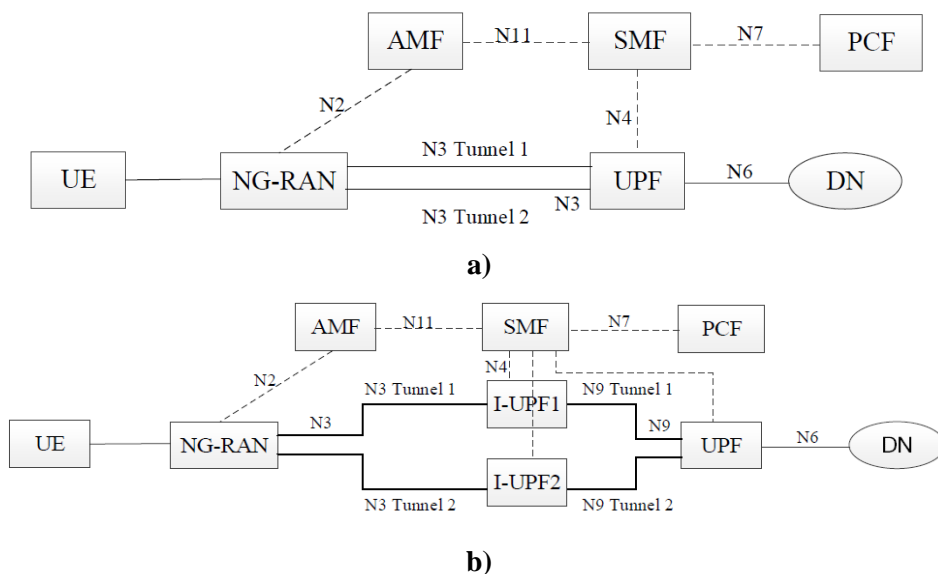 AMF
N11
SMF
N7
PCF
N2
N4
UE
NG-RAN
N3 Tunnel 1
N3
N3 Tunnel 2
UPF
N6
DN
a)
AMF
N11
SMF
N7
PCF
N2
N4
N3 Tunnel 1
I-UPF1
N9 Tunnel 1
UE
NG-RAN
N3
N9
UPF
N6
DN
I-UPF2
N3 Tunnel 2
N9 Tunnel 2
b)